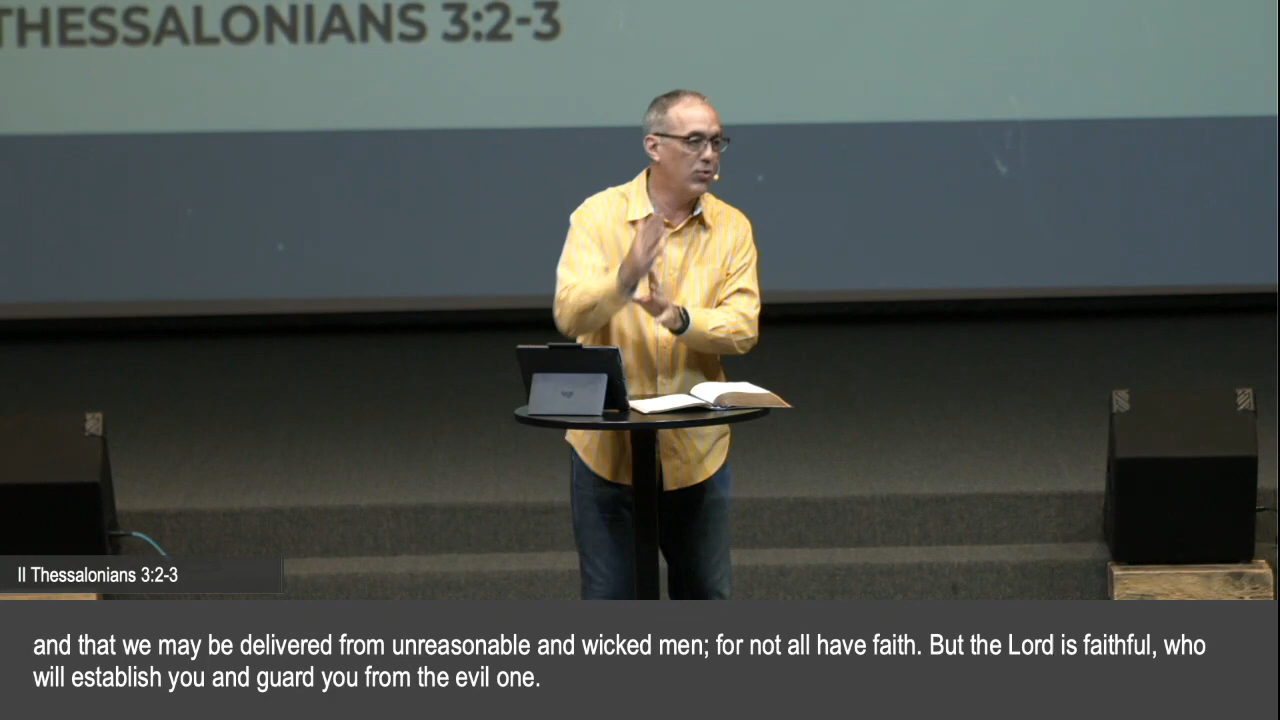 THESSALONIANS 3:2-3
II Thessalonians 3:2-3
and that we may be delivered from unreasonable and wicked men; for not all have faith. But the Lord is faithful, who
will establish you and guard you from the evil one.